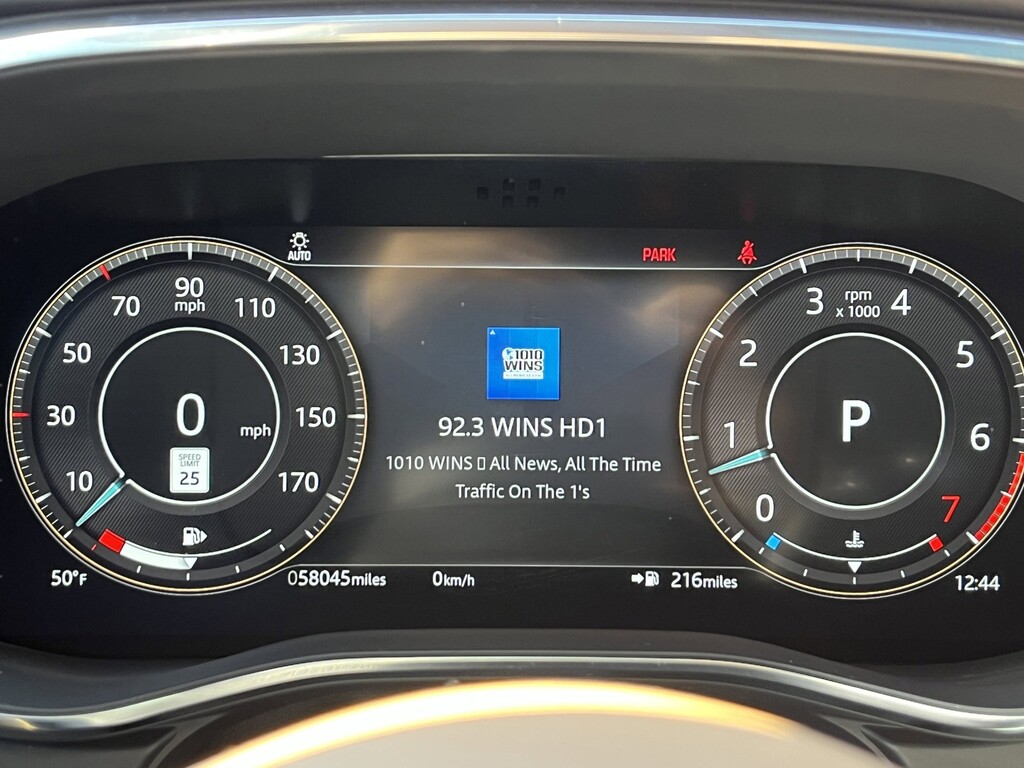 AUTO
PARK
10
30
50
70
90
mph
110
130
150
170
0
mph
SPEED
LIMIT
25
1010
WINS
92.3 WINS HD1
1010 WINS ▯ All News, All The Time
Traffic On The 1's
0
1
2
3
rpm
x 1000
4
5
6
7
P
50°F
058045miles
0km/h
216miles
12:44